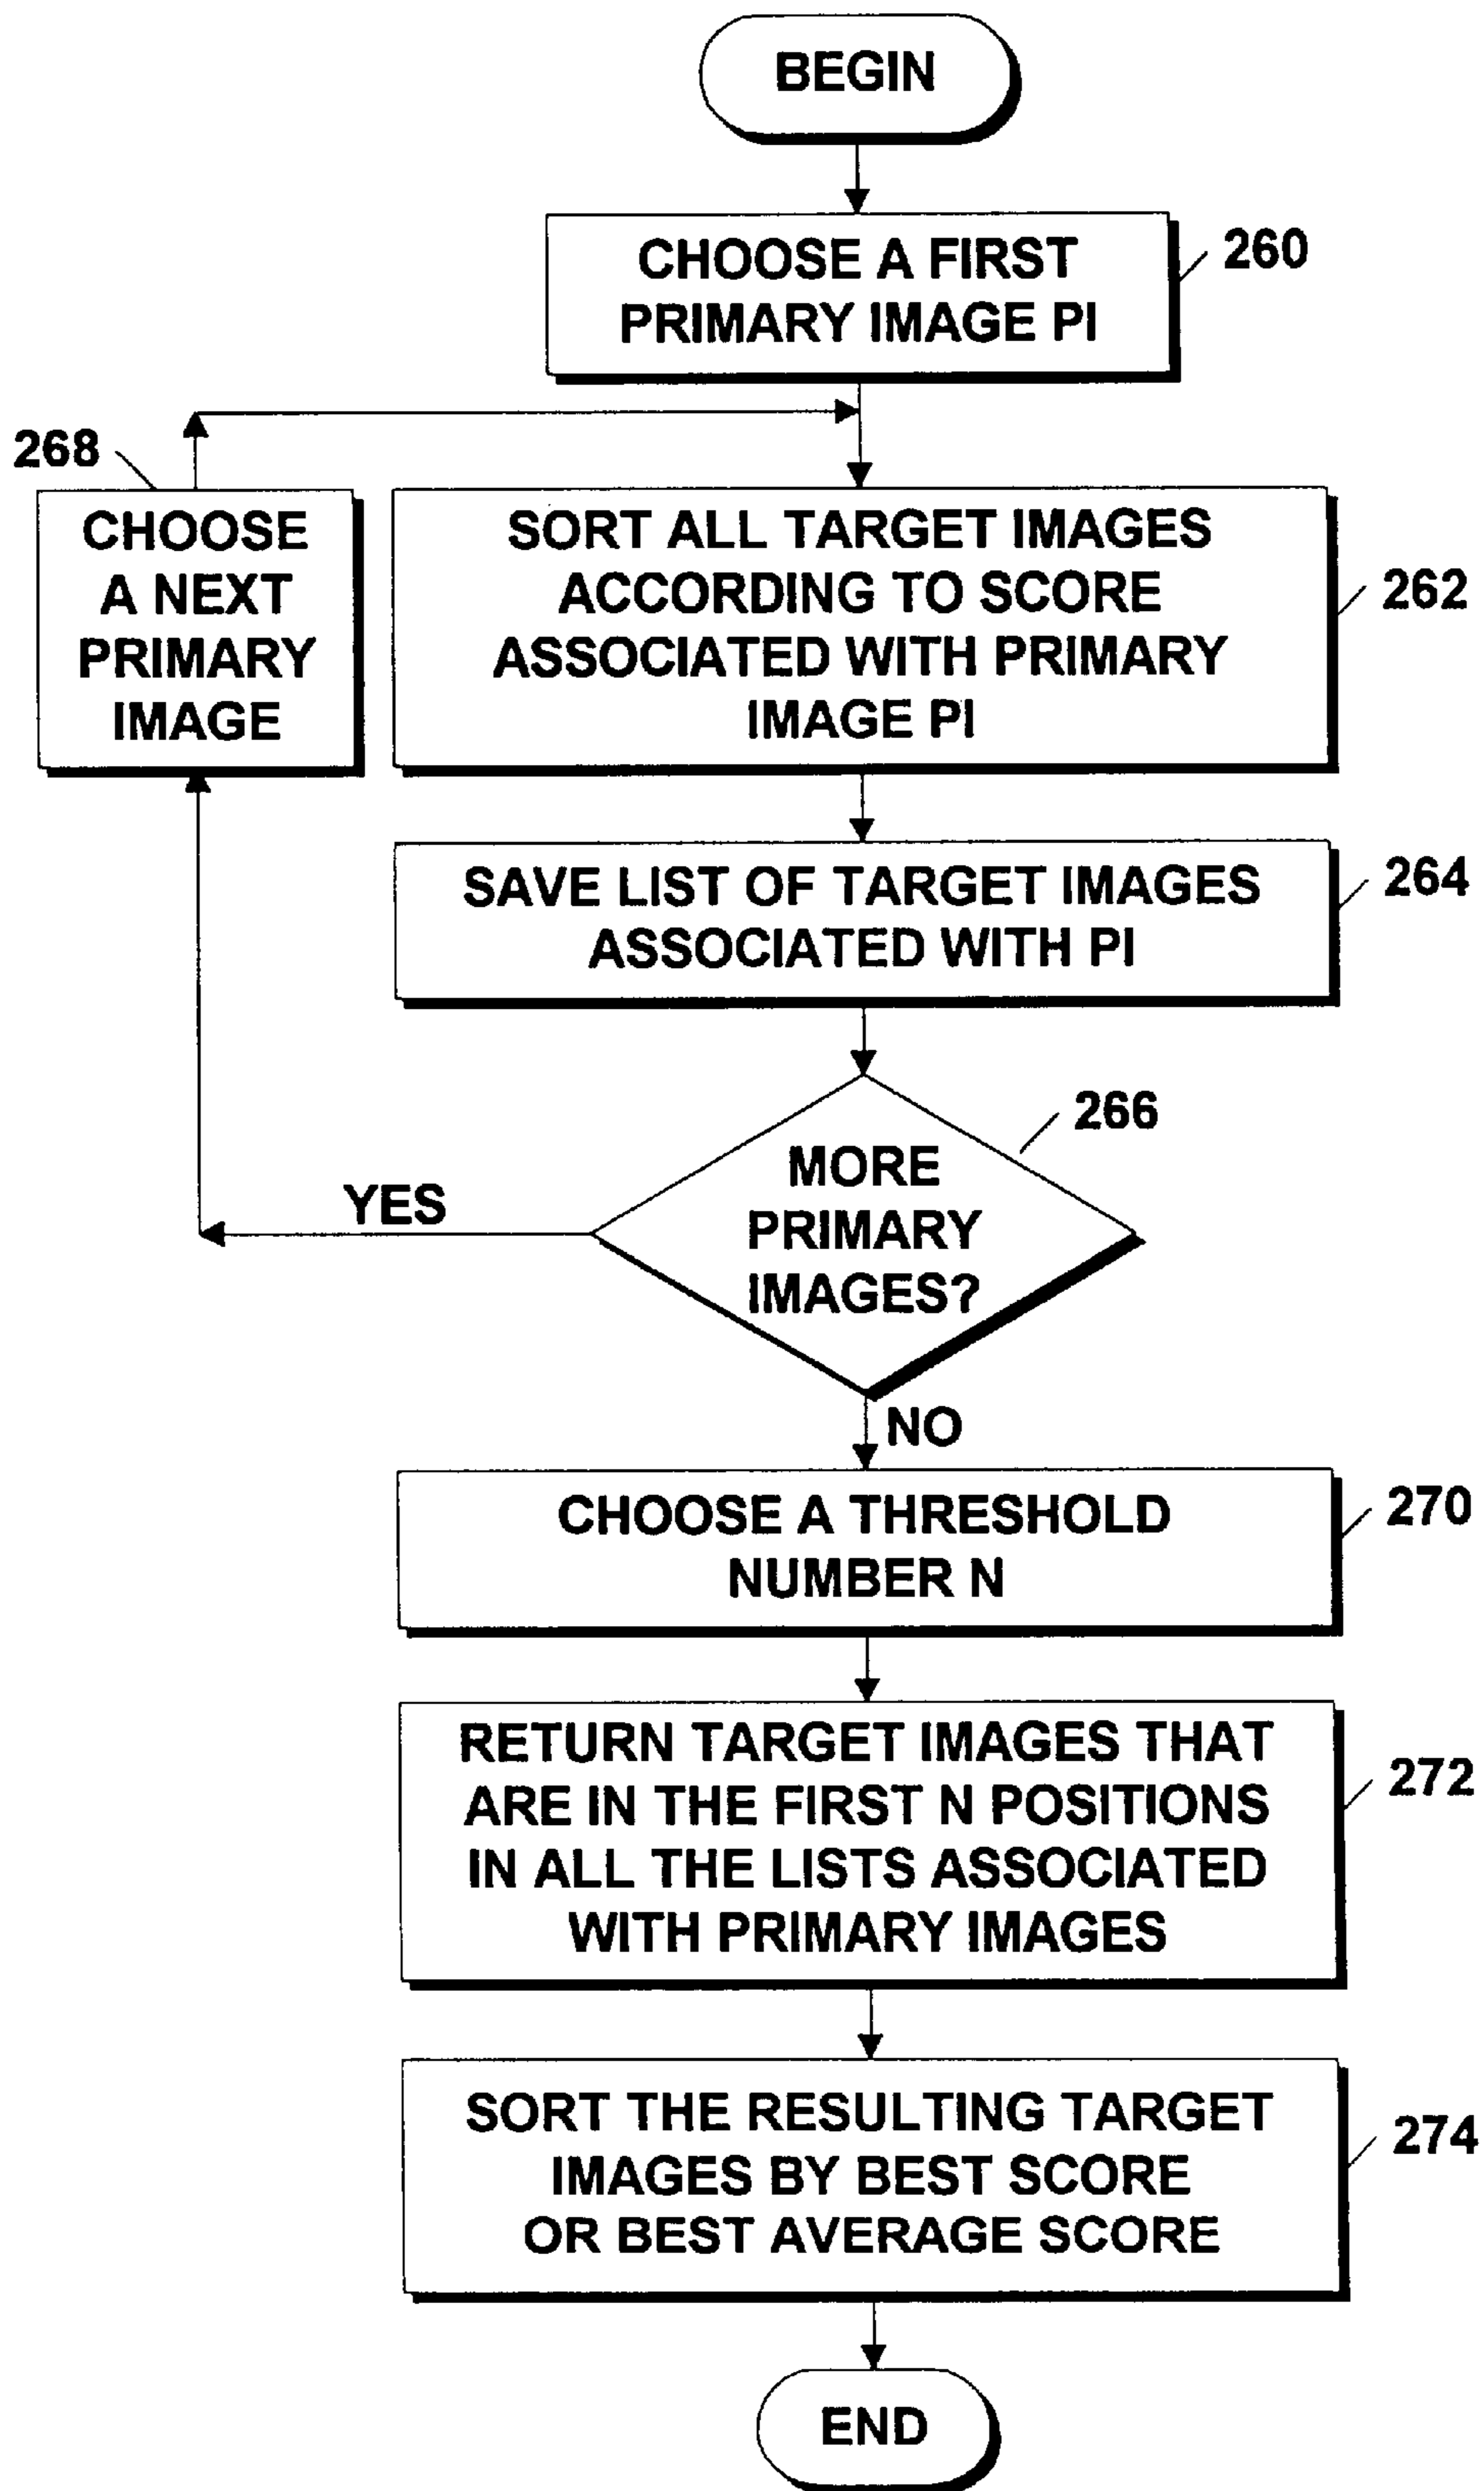 BEGIN
CHOOSE A FIRST
PRIMARY IMAGE PI
260
268
CHOOSE
A NEXT
PRIMARY
IMAGE
SORT ALL TARGET IMAGES
ACCORDING TO SCORE
ASSOCIATED WITH PRIMARY
IMAGE PI
262
SAVE LIST OF TARGET IMAGES
ASSOCIATED WITH PI
264
266
MORE
PRIMARY
IMAGES?
YES
NO
CHOOSE A THRESHOLD
NUMBER N
270
RETURN TARGET IMAGES THAT
ARE IN THE FIRST N POSITIONS
IN ALL THE LISTS ASSOCIATED
WITH PRIMARY IMAGES
272
SORT THE RESULTING TARGET
IMAGES BY BEST SCORE
OR BEST AVERAGE SCORE
274
END